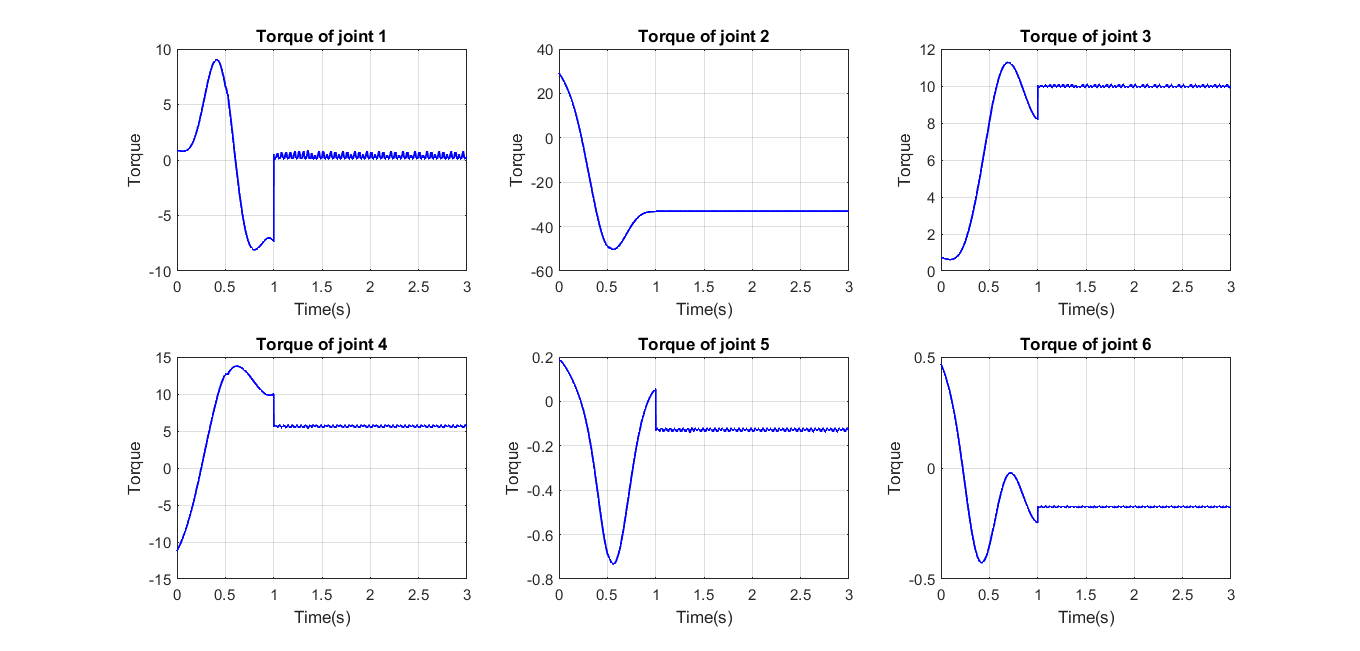 Torque of joint 1
Torque
10
5
0
-5
-10
0 0.5 1 1.5 2 2.5 3
Time(s)
Torque of joint 2
Torque
40
20
0
-20
-40
-60
0 0.5 1 1.5 2 2.5 3
Time(s)
Torque of joint 3
Torque
12
10
8
6
4
2
0
0 0.5 1 1.5 2 2.5 3
Time(s)
Torque of joint 4
Torque
15
10
5
0
-5
-10
-15
0 0.5 1 1.5 2 2.5 3
Time(s)
Torque of joint 5
Torque
0.2
0
-0.2
-0.4
-0.6
-0.8
0 0.5 1 1.5 2 2.5 3
Time(s)
Torque of joint 6
Torque
0.5
0
-0.5
0 0.5 1 1.5 2 2.5 3
Time(s)